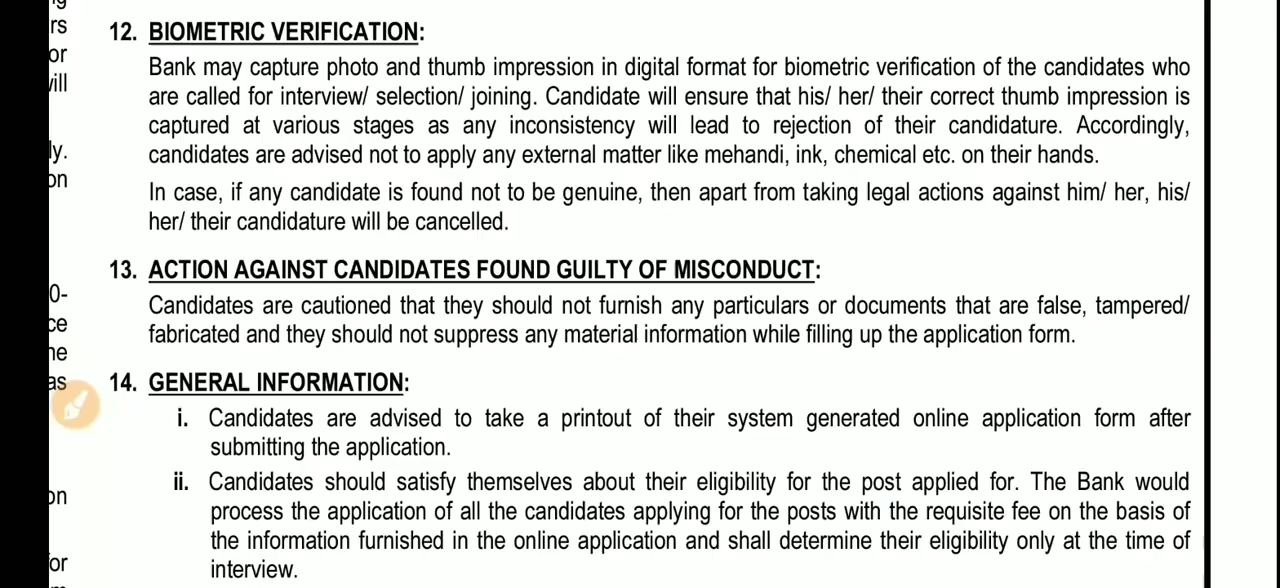 12. BIOMETRIC VERIFICATION:
Bank may capture photo and thumb impression in digital format for biometric verification of the candidates who
are called for interview/ selection/ joining. Candidate will ensure that his/ her/ their correct thumb impression is
captured at various stages as any inconsistency will lead to rejection of their candidature. Accordingly,
candidates are advised not to apply any external matter like mehandi, ink, chemical etc. on their hands.
In case, if any candidate is found not to be genuine, then apart from taking legal actions against him/ her, his/
her/ their candidature will be cancelled.
13. ACTION AGAINST CANDIDATES FOUND GUILTY OF MISCONDUCT:
Candidates are cautioned that they should not furnish any particulars or documents that are false, tampered/
fabricated and they should not suppress any material information while filling up the application form.
14. GENERAL INFORMATION:
i. Candidates are advised to take a printout of their system generated online application form after
submitting the application.
ii. Candidates should satisfy themselves about their eligibility for the post applied for. The Bank would
process the application of all the candidates applying for the posts with the requisite fee on the basis of
the information furnished in the online application and shall determine their eligibility only at the time of
interview.